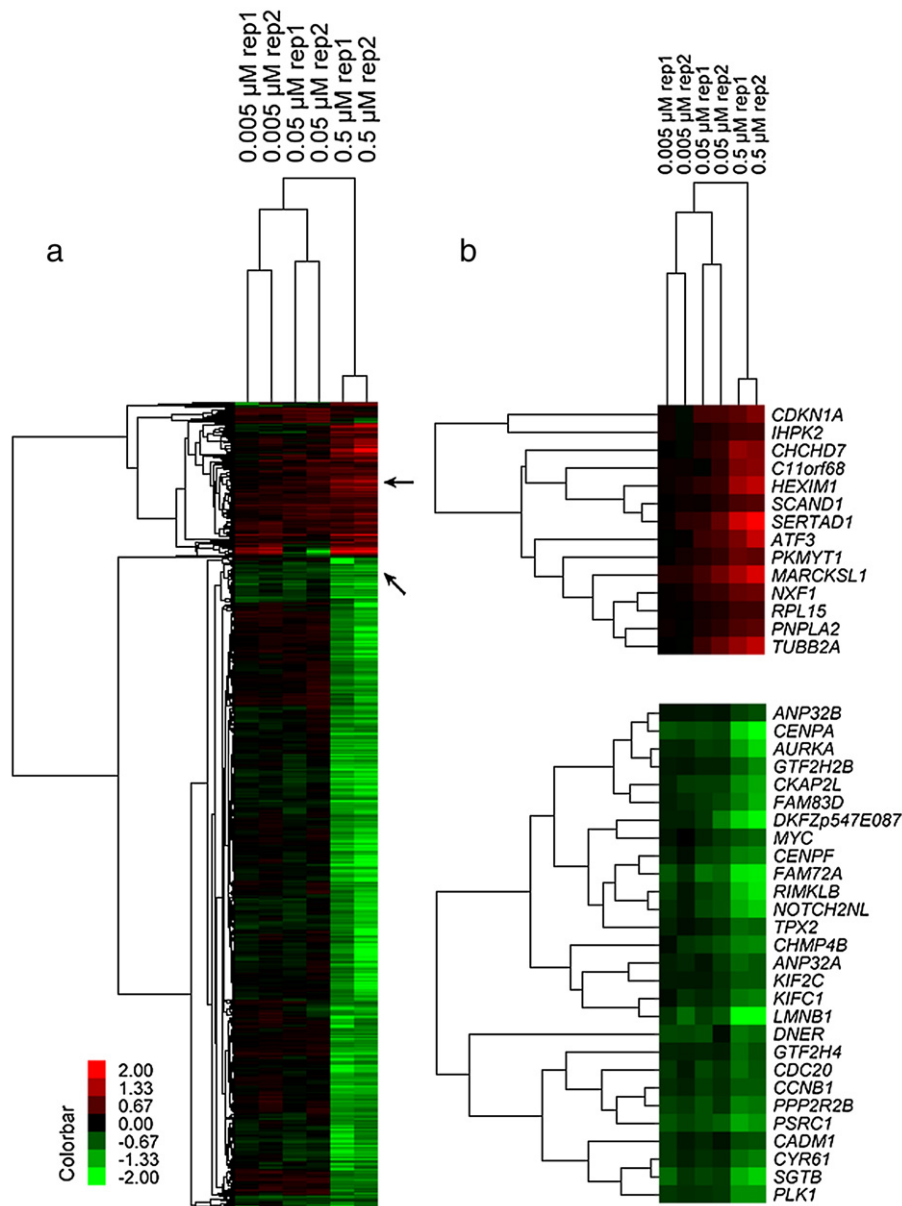 0.005 µM rep1
0.005 µM rep2
0.05 µM rep1
0.05 µM rep2
0.5 µM rep1
0.5 µM rep2
a
Colorbar
2.00
1.33
0.67
0.00
-0.67
-1.33
-2.00
0.005 µM rep1
0.005 µM rep2
0.05 µM rep1
0.05 µM rep2
0.5 µM rep1
0.5 µM rep2
b
CDKN1A
IHPK2
CHCHD7
C11orf68
HEXIM1
SCAND1
SERTAD1
ATF3
PKMYT1
MARCKSL1
NXF1
RPL15
PNPLA2
TUBB2A
ANP32B
CENPA
AURKA
GTF2H2B
CKAP2L
FAM83D
DKFZp547E087
MYC
CENPF
FAM72A
RIMKLB
NOTCH2NL
TPX2
CHMP4B
ANP32A
KIF2C
KIFC1
LMNB1
DNER
GTF2H4
CDC20
CCNB1
PPP2R2B
PSRC1
CADM1
CYR61
SGTB
PLK1